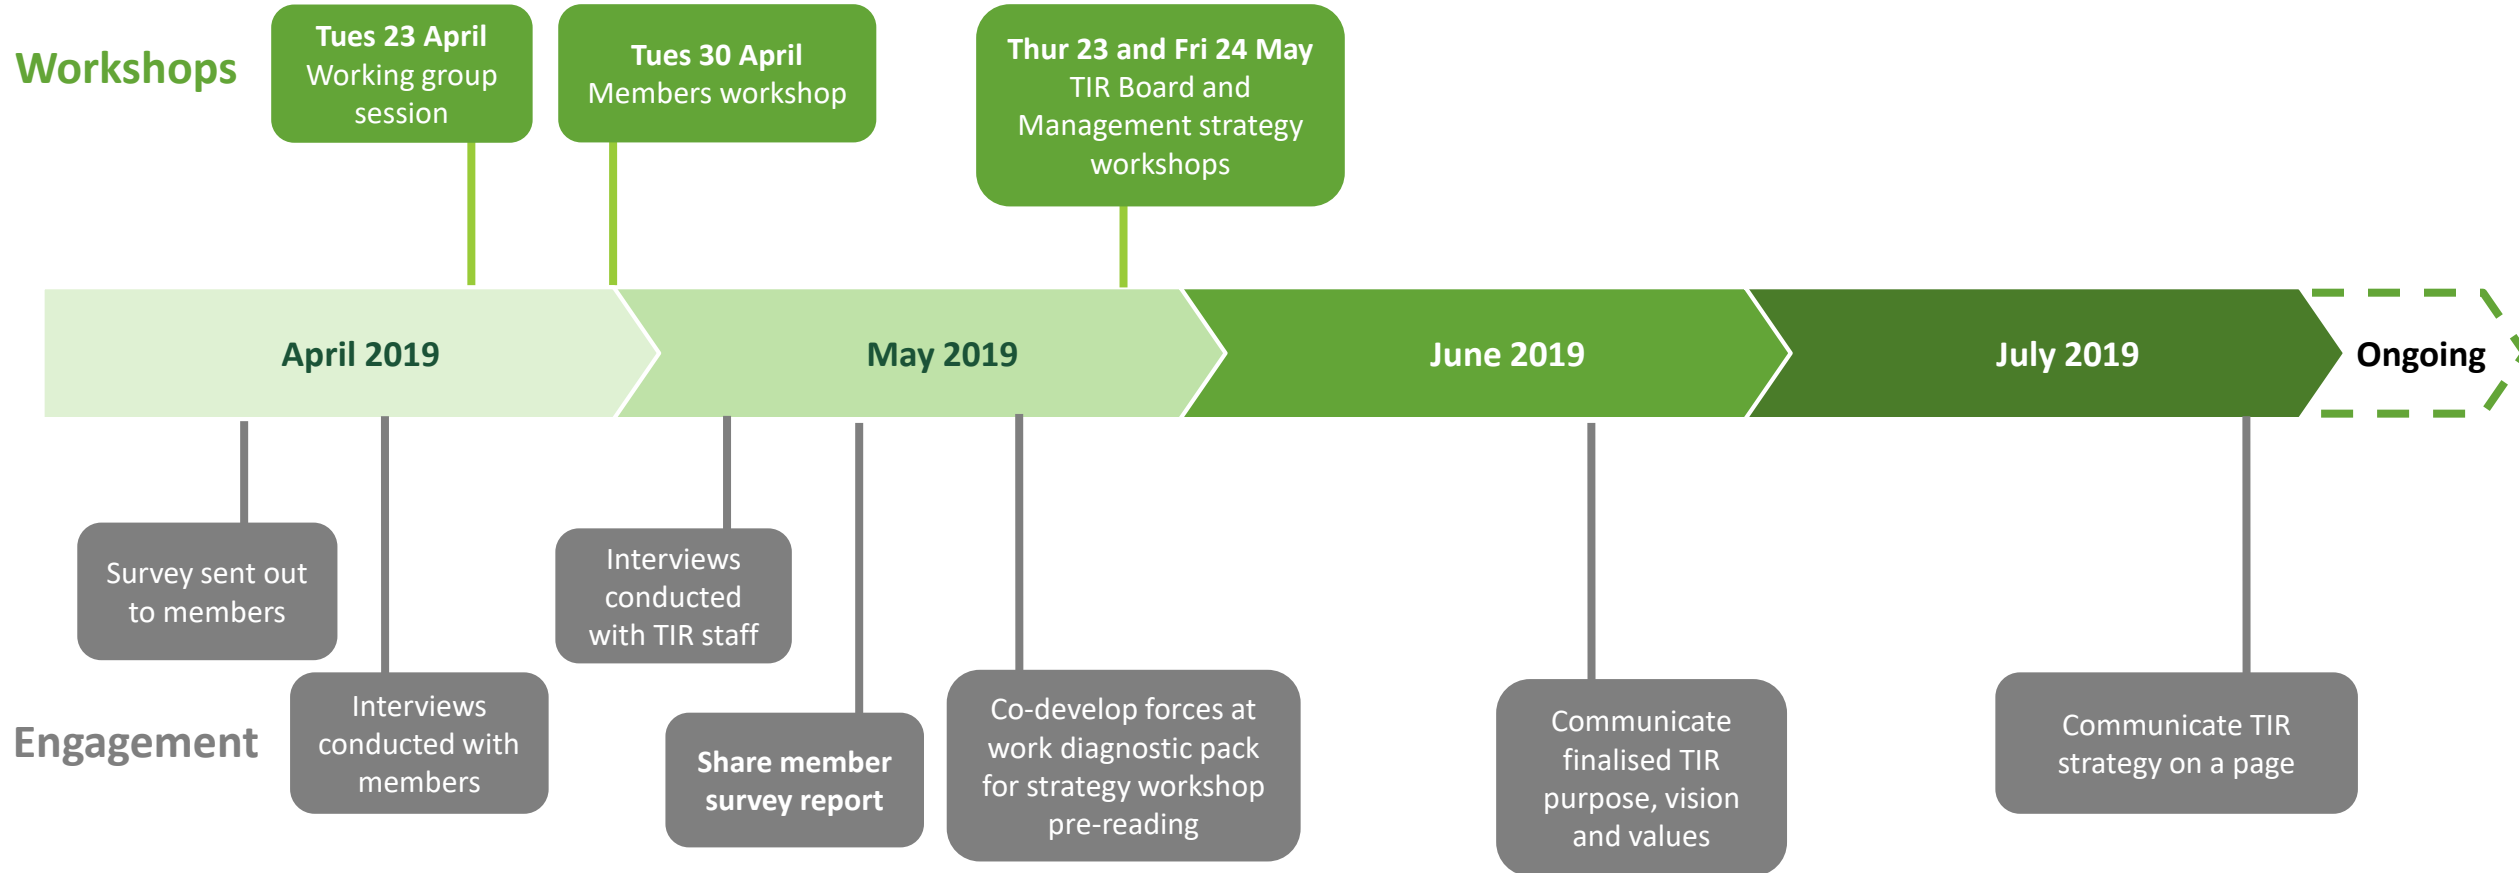 Workshops
Tues 23 April
Working group
session
Tues 30 April
Members workshop
Thur 23 and Fri 24 May
TIR Board and
Management strategy
workshops
April 2019
May 2019
June 2019
July 2019
Ongoing
Engagement
Survey sent out
to members
Interviews
conducted with
members
Interviews
conducted
with TIR staff
Share member
survey report
Co-develop forces at
work diagnostic pack
for strategy workshop
pre-reading
Communicate
finalised TIR
purpose, vision
and values
Communicate TIR
strategy on a page